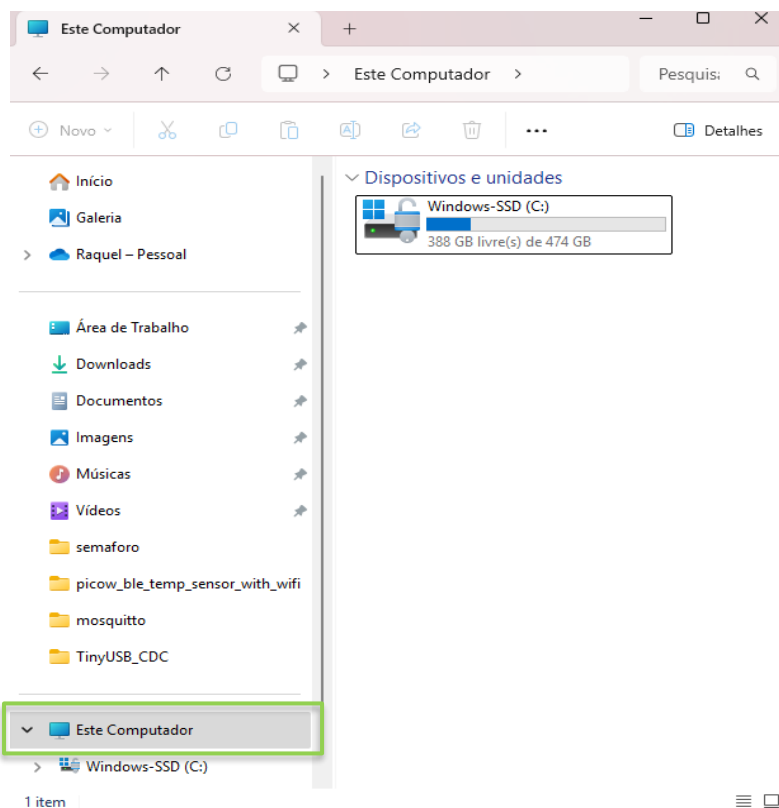 Este Computador
Este Computador
Pesquis
Novo
Detalhes
Início
Galeria
Raquel – Pessoal
Área de Trabalho
Downloads
Documentos
Imagens
Músicas
Vídeos
semaforo
picow_ble_temp_sensor_with_wifi
mosquitto
TinyUSB_CDC
Este Computador
Windows-SSD (C:)
Dispositivos e unidades
Windows-SSD (C:)
388 GB livre(s) de 474 GB
1 item